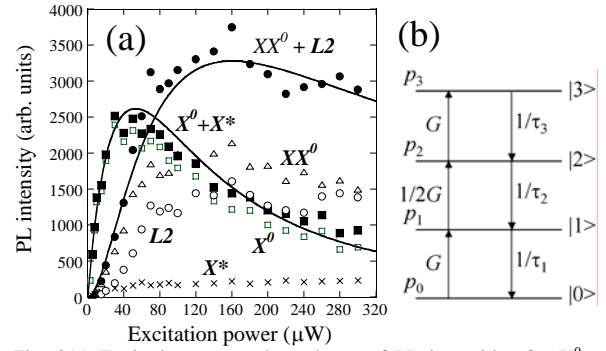 (a)
(b)
PL intensity (arb. units)
4000
3500
3000
2500
2000
1500
1000
500
0
XX⁰ + L2
X⁰+X*
XX⁰
L2
X⁰
X*
0 40 80 120 160 200 240 280 320
Excitation power (μW)
p₃ |3>
G 1/τ₃
p₂ |2>
1/2G 1/τ₂
p₁ |1>
G 1/τ₁
p₀ |0>